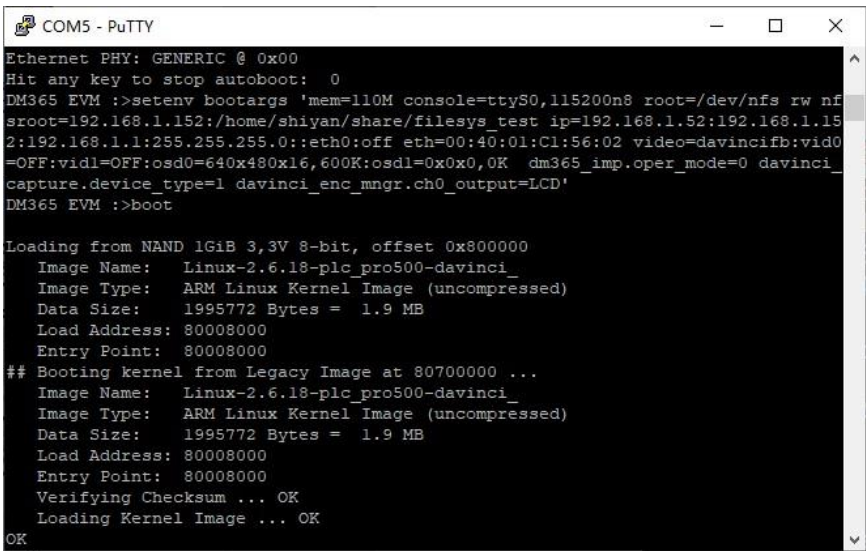 COM5 - PuTTY
Ethernet PHY: GENERIC @ 0x00
Hit any key to stop autoboot:  0
DM365 EVM :>setenv bootargs 'mem=110M console=ttyS0,115200n8 root=/dev/nfs rw nf
sroot=192.168.1.152:/home/shiyan/share/filesys_test ip=192.168.1.52:192.168.1.15
2:192.168.1.1:255.255.255.0::eth0:off eth=00:40:01:C1:56:02 video=davincifb:vid0
=OFF:vid1=OFF:osd0=640x480x16,600K:osd1=0x0x0,0K  dm365_imp.oper_mode=0 davinci_
capture.device_type=1 davinci_enc_mngr.ch0_output=LCD'
DM365 EVM :>boot
Loading from NAND 1GiB 3,3V 8-bit, offset 0x800000
   Image Name:   Linux-2.6.18-plc_pro500-davinci_
   Image Type:   ARM Linux Kernel Image (uncompressed)
   Data Size:    1995772 Bytes =  1.9 MB
   Load Address: 80008000
   Entry Point:  80008000
## Booting kernel from Legacy Image at 80700000 ...
   Image Name:   Linux-2.6.18-plc_pro500-davinci_
   Image Type:   ARM Linux Kernel Image (uncompressed)
   Data Size:    1995772 Bytes =  1.9 MB
   Load Address: 80008000
   Entry Point:  80008000
   Verifying Checksum ... OK
   Loading Kernel Image ... OK
OK